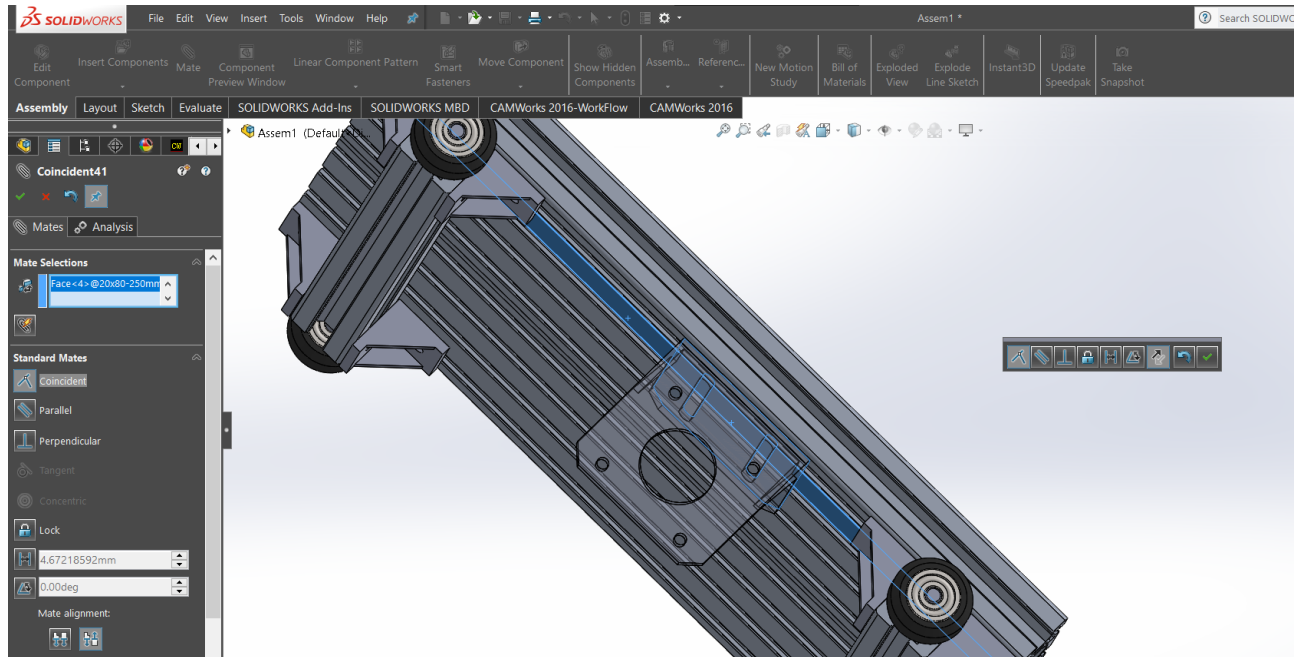 SOLIDWORKS File Edit View Insert Tools Window Help Assem1 * Search SOLIDWO
Edit Component Insert Components Mate Component Preview Window Linear Component Pattern Smart Fasteners Move Component Show Hidden Components Assemb... Referenc... New Motion Study Bill of Materials Exploded View Explode Line Sketch Instant3D Update Speedpak Take Snapshot
Assembly Layout Sketch Evaluate SOLIDWORKS Add-Ins SOLIDWORKS MBD CAMWorks 2016-WorkFlow CAMWorks 2016
Assem1 (Default<Di...
Coincident41
Mates Analysis
Mate Selections
Face<4>@20x80-250mm
Standard Mates
Coincident
Parallel
Perpendicular
Tangent
Concentric
Lock
4.67218592mm
0.00deg
Mate alignment: